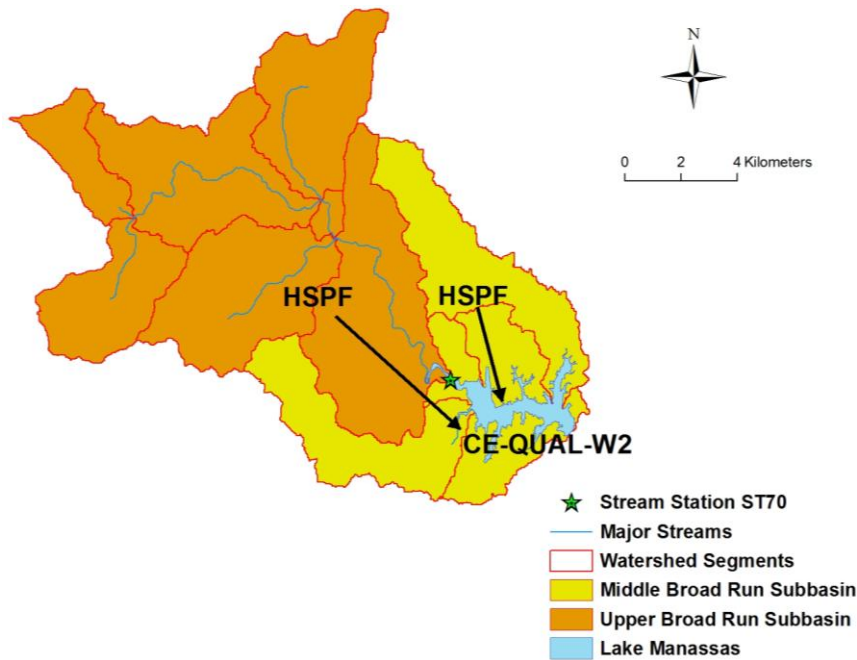 N
0 2 4 Kilometers
HSPF HSPF
CE-QUAL-W2
Stream Station ST70
Major Streams
Watershed Segments
Middle Broad Run Subbasin
Upper Broad Run Subbasin
Lake Manassas